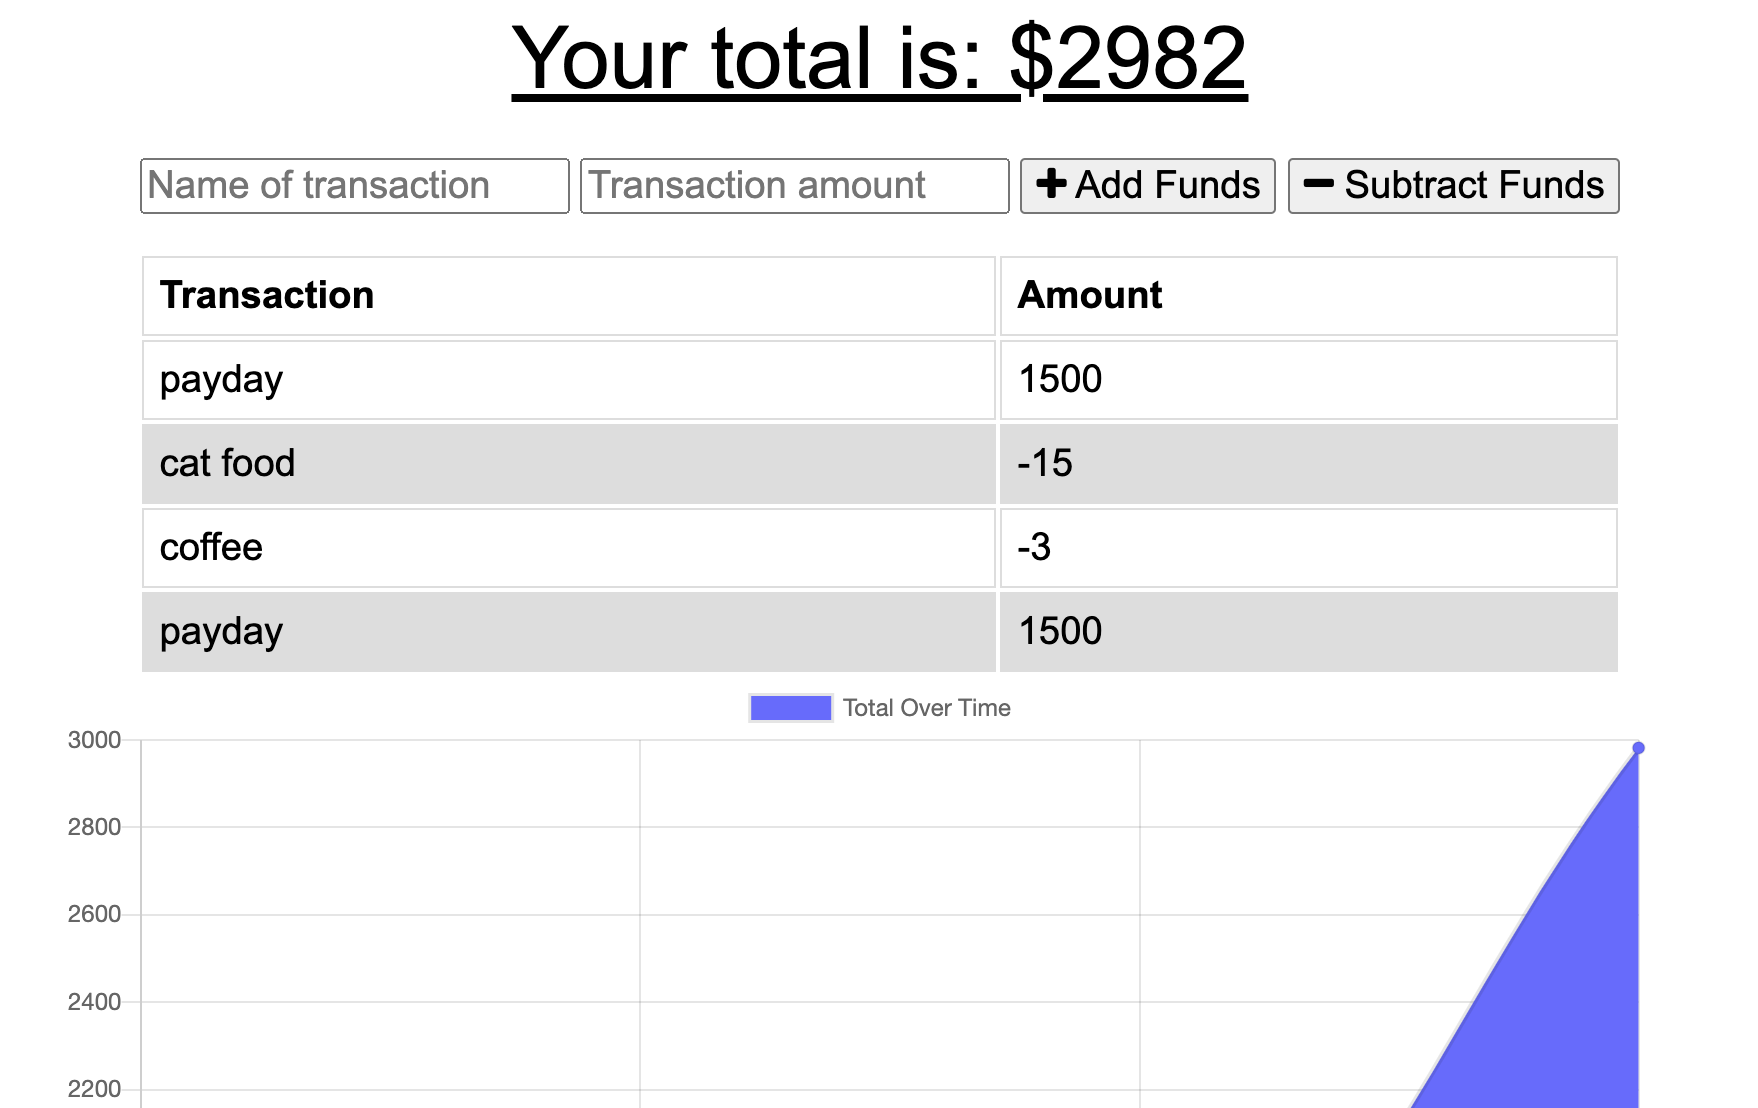 Your total is: $2982
Name of transaction Transaction amount Add Funds Subtract Funds
Transaction Amount
payday 1500
cat food -15
coffee -3
payday 1500
Total Over Time
3000
2800
2600
2400
2200